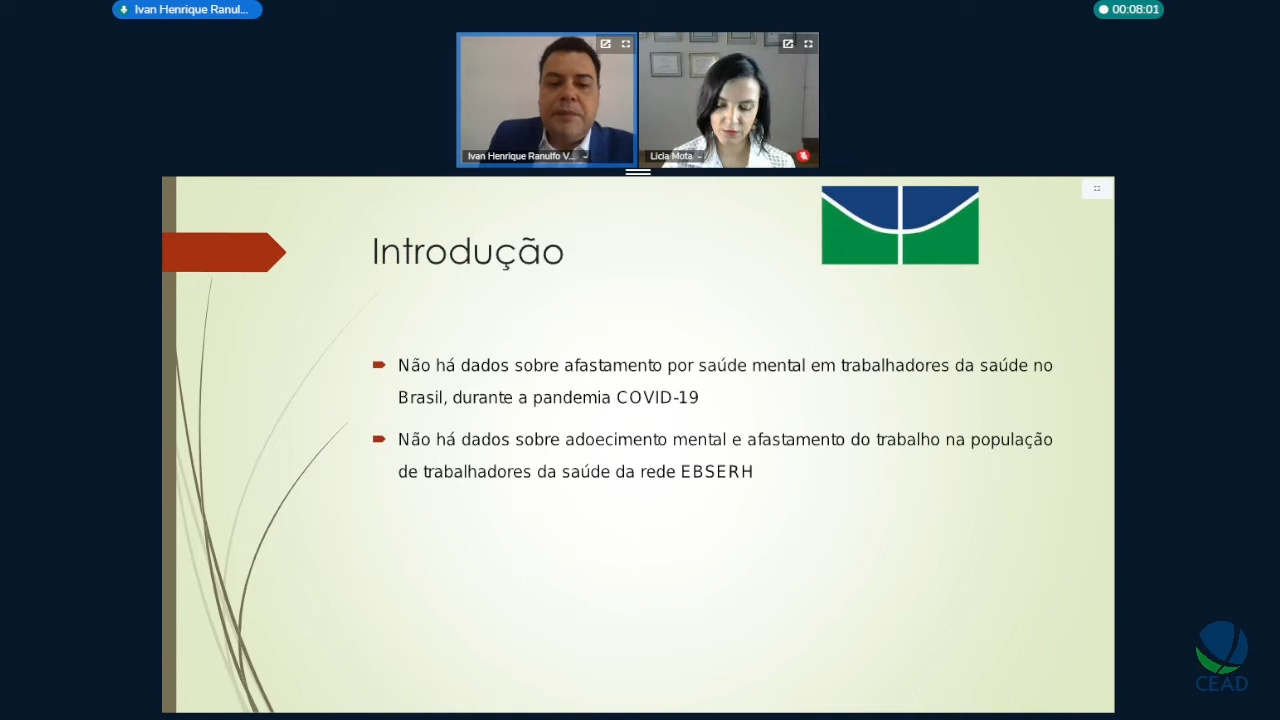 Ivan Henrique Ranul...
00:08:01
Ivan Henrique Ranulfo V...
Licia Mota
Introdução
Não há dados sobre afastamento por saúde mental em trabalhadores da saúde no
Brasil, durante a pandemia COVID-19
Não há dados sobre adoecimento mental e afastamento do trabalho na população
de trabalhadores da saúde da rede EBSERH
CEAD